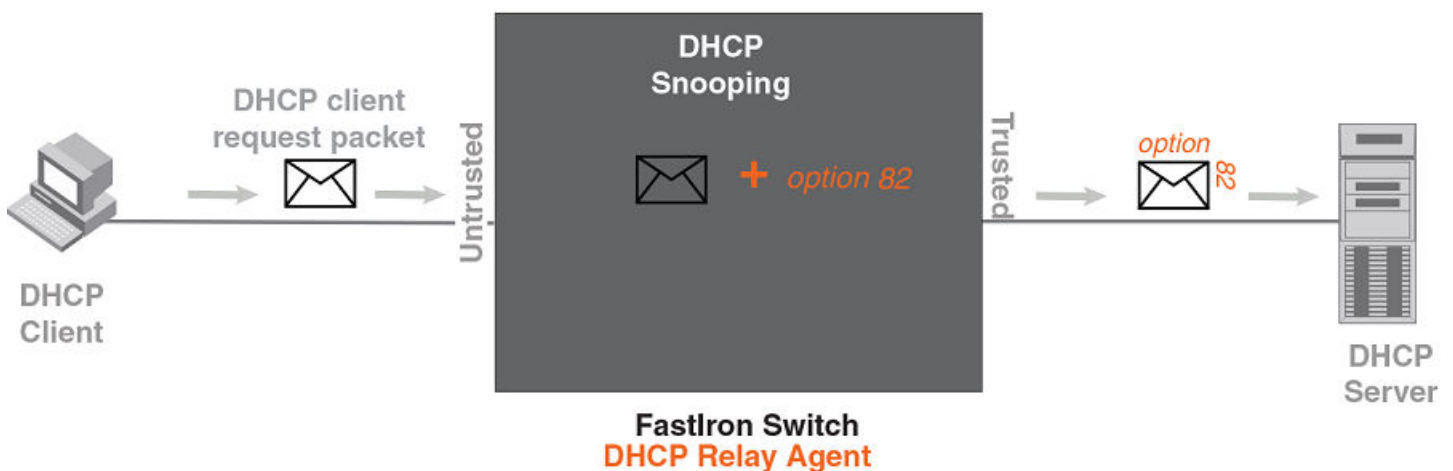 DHCP
Snooping
DHCP client
request packet
Untrusted
+ option 82
Trusted
option
82
DHCP
Client
DHCP
Server
FastIron Switch
DHCP Relay Agent